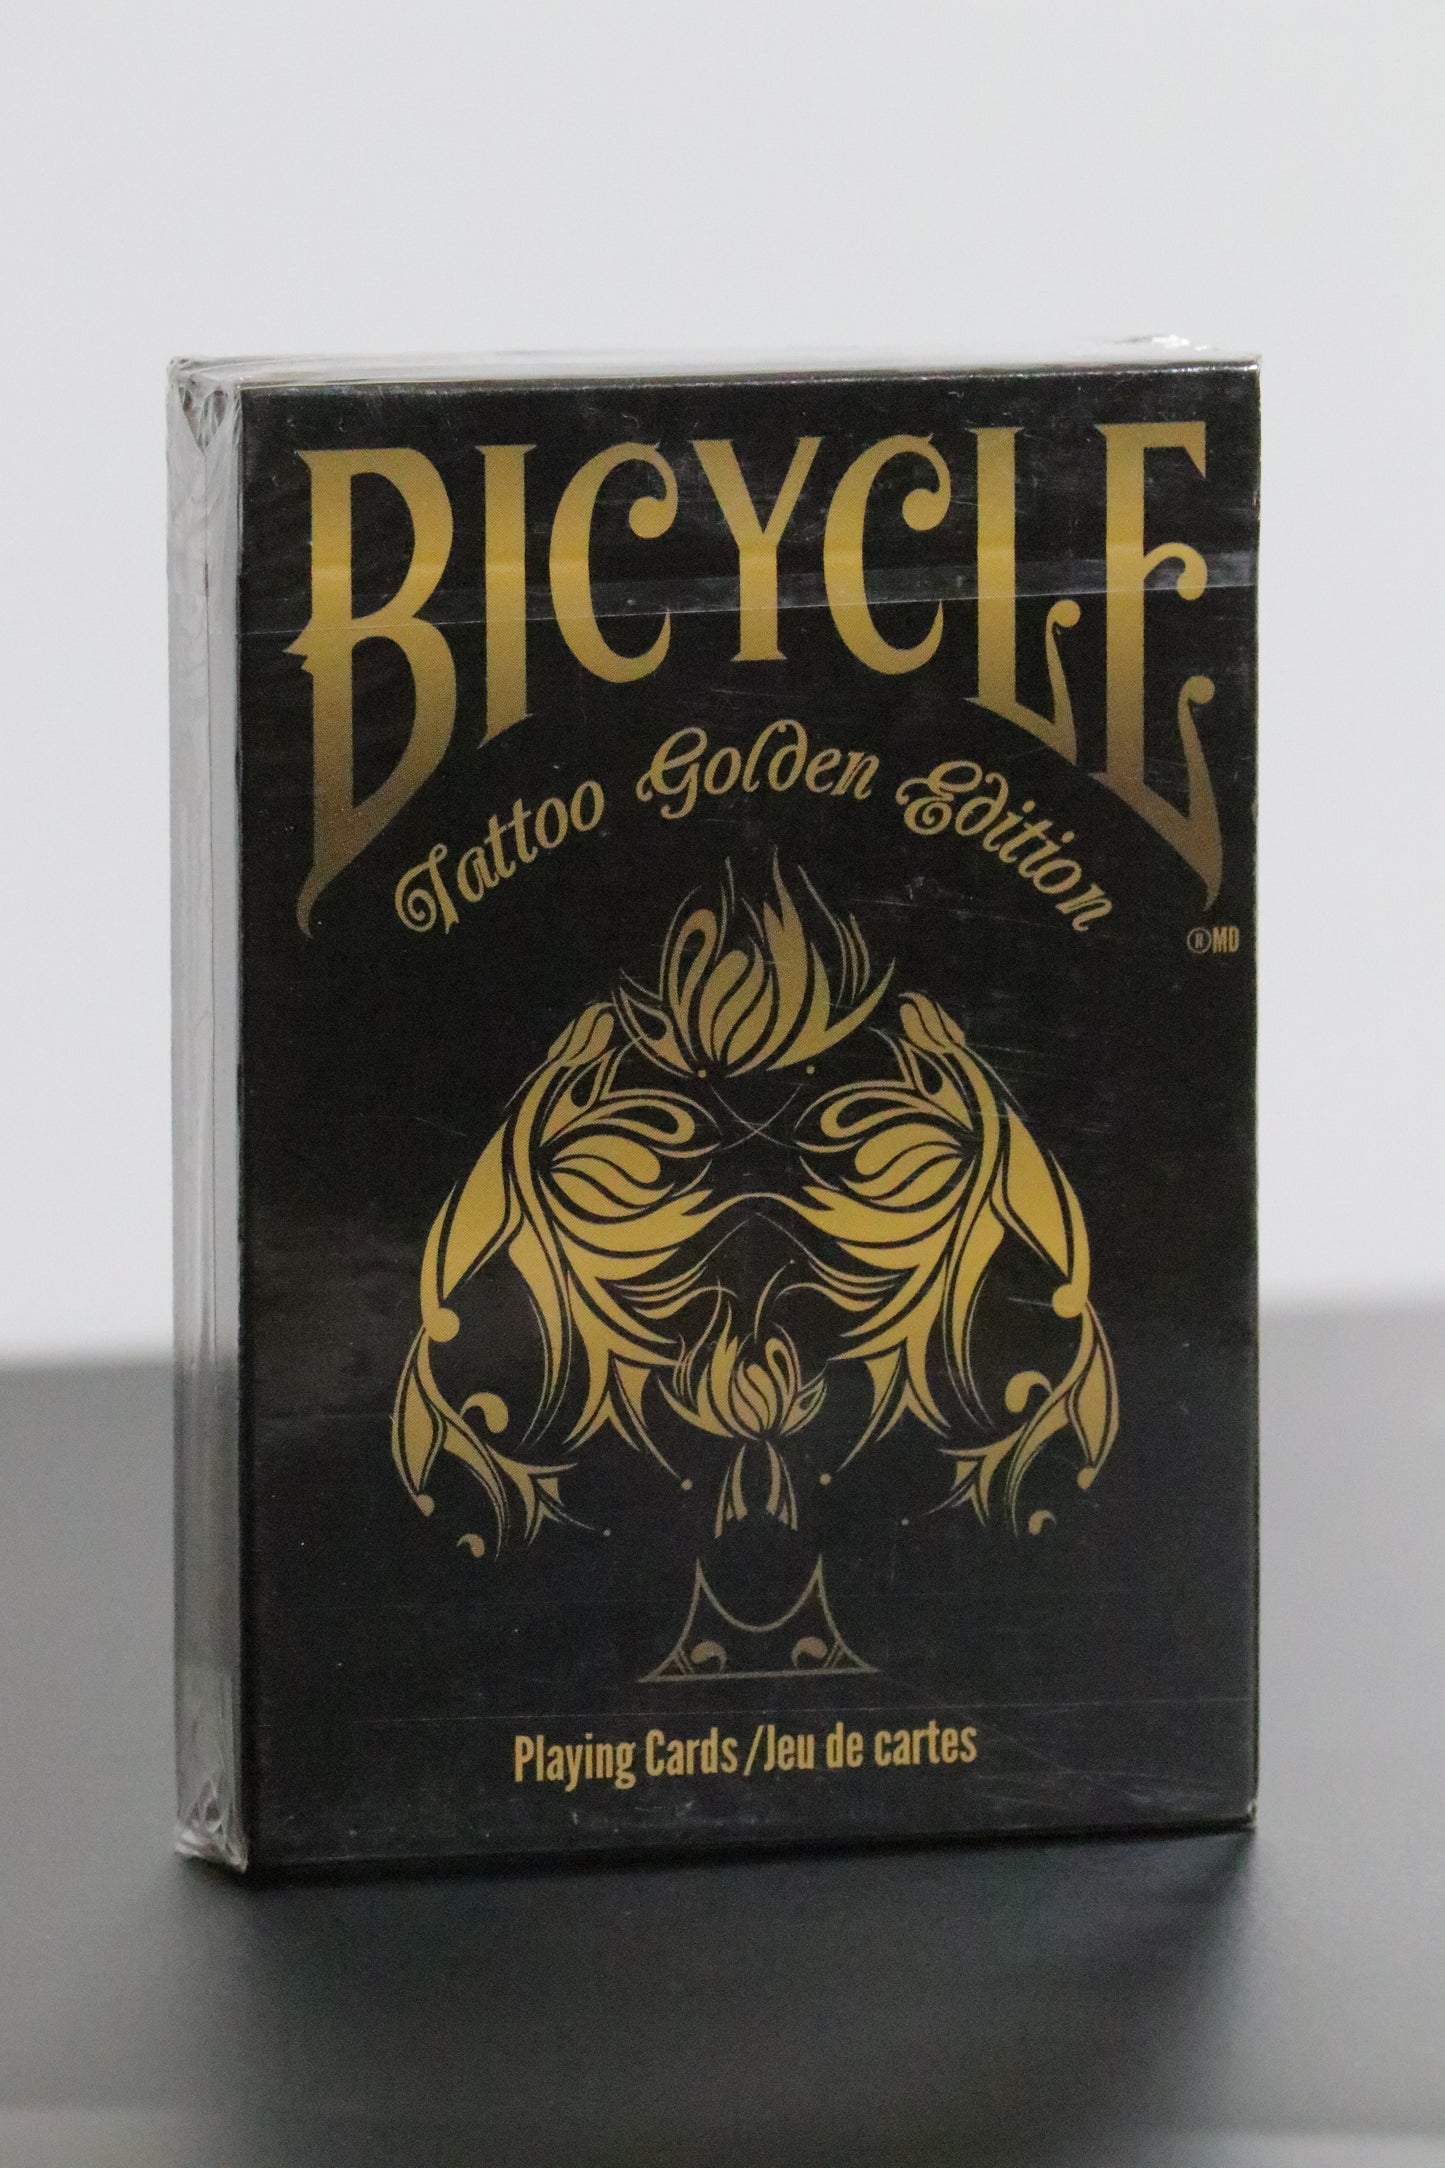 BICYCLE
Tattoo Golden Edition
®MD
Playing Cards/Jeu de cartes